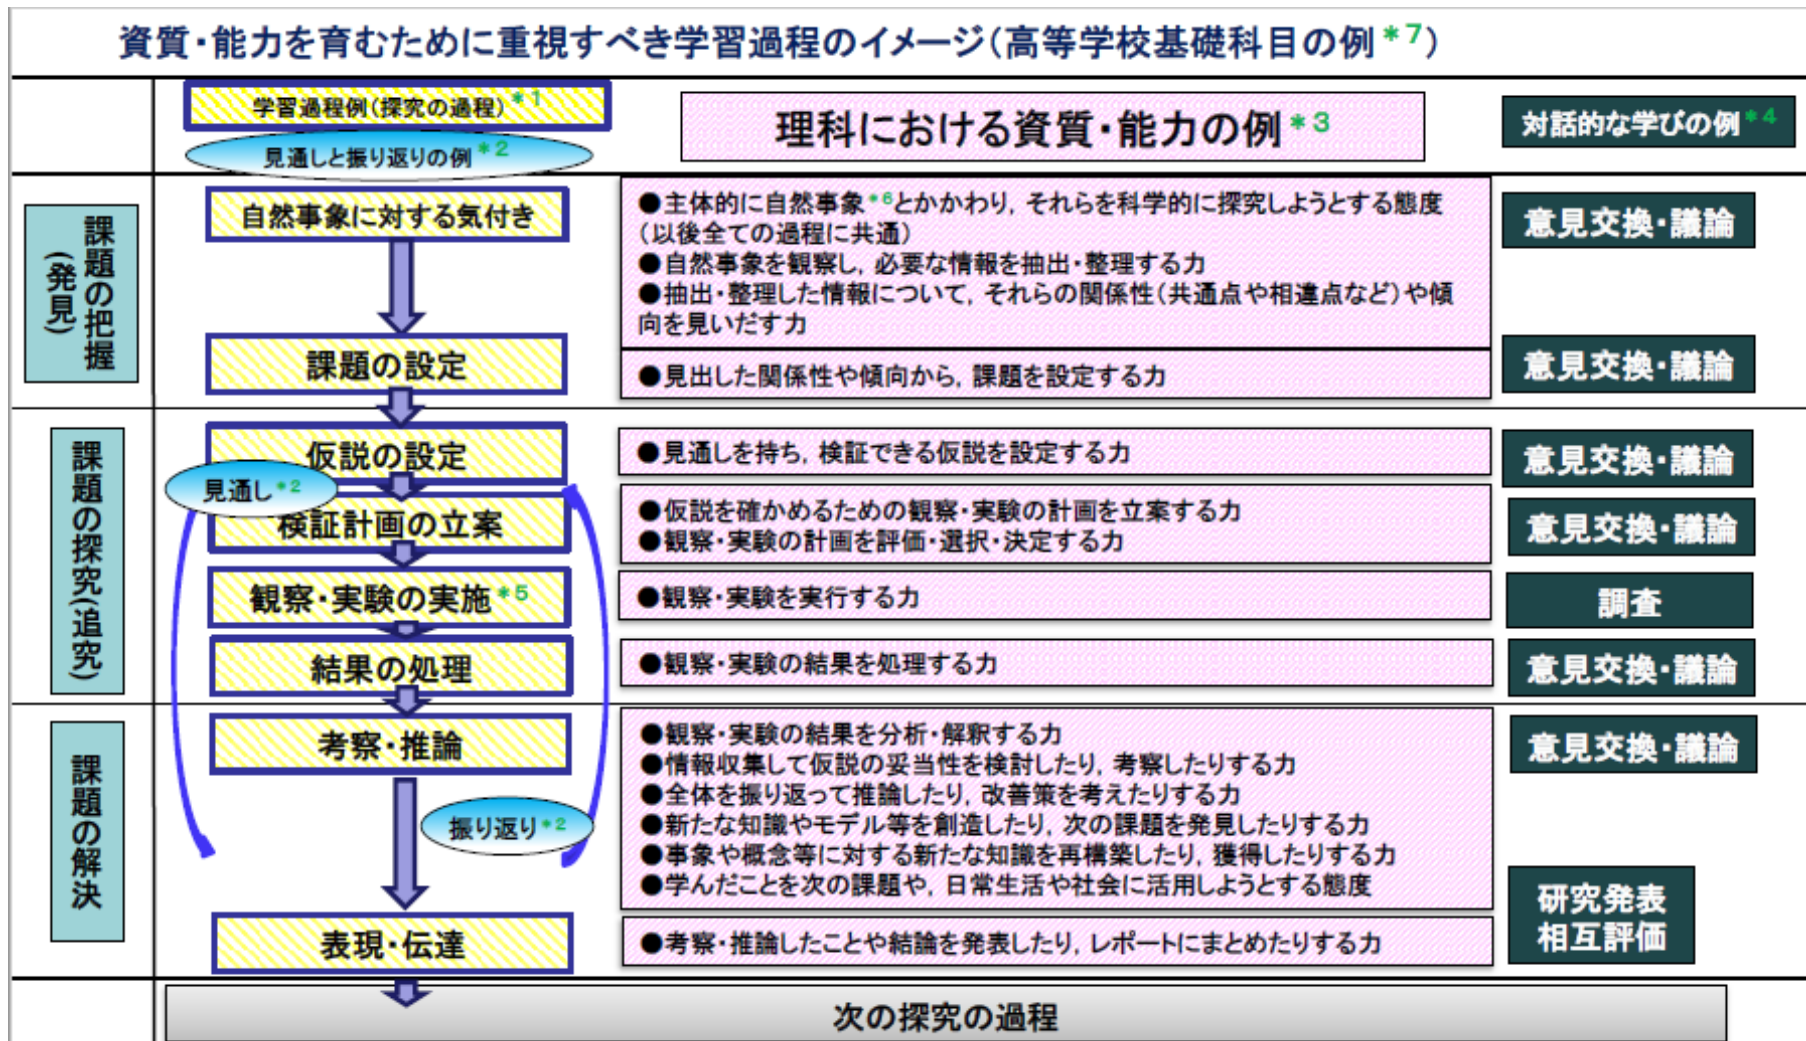 資質・能力を育むために重視すべき学習過程のイメージ(高等学校基礎科目の例*7)
学習過程例(探究の過程)*1
見通しと振り返りの例*2
理科における資質・能力の例*3
対話的な学びの例*4
課題の把握
(発見)
自然事象に対する気付き
●主体的に自然事象*6とかかわり, それらを科学的に探究しようとする態度
(以後全ての過程に共通)
●自然事象を観察し, 必要な情報を抽出・整理する力
●抽出・整理した情報について, それらの関係性(共通点や相違点など)や傾
向を見いだす力
意見交換・議論
課題の設定
●見出した関係性や傾向から, 課題を設定する力
意見交換・議論
課題の探究(追究)
仮説の設定
●見通しを持ち, 検証できる仮説を設定する力
意見交換・議論
見通し*2
検証計画の立案
●仮説を確かめるための観察・実験の計画を立案する力
●観察・実験の計画を評価・選択・決定する力
意見交換・議論
観察・実験の実施*5
●観察・実験を実行する力
調査
結果の処理
●観察・実験の結果を処理する力
意見交換・議論
課題の解決
考察・推論
●観察・実験の結果を分析・解釈する力
●情報収集して仮説の妥当性を検討したり, 考察したりする力
●全体を振り返って推論したり, 改善策を考えたりする力
●新たな知識やモデル等を創造したり, 次の課題を発見したりする力
●事象や概念等に対する新たな知識を再構築したり, 獲得したりする力
●学んだことを次の課題や, 日常生活や社会に活用しようとする態度
意見交換・議論
振り返り*2
表現・伝達
●考察・推論したことや結論を発表したり, レポートにまとめたりする力
研究発表
相互評価
次の探究の過程